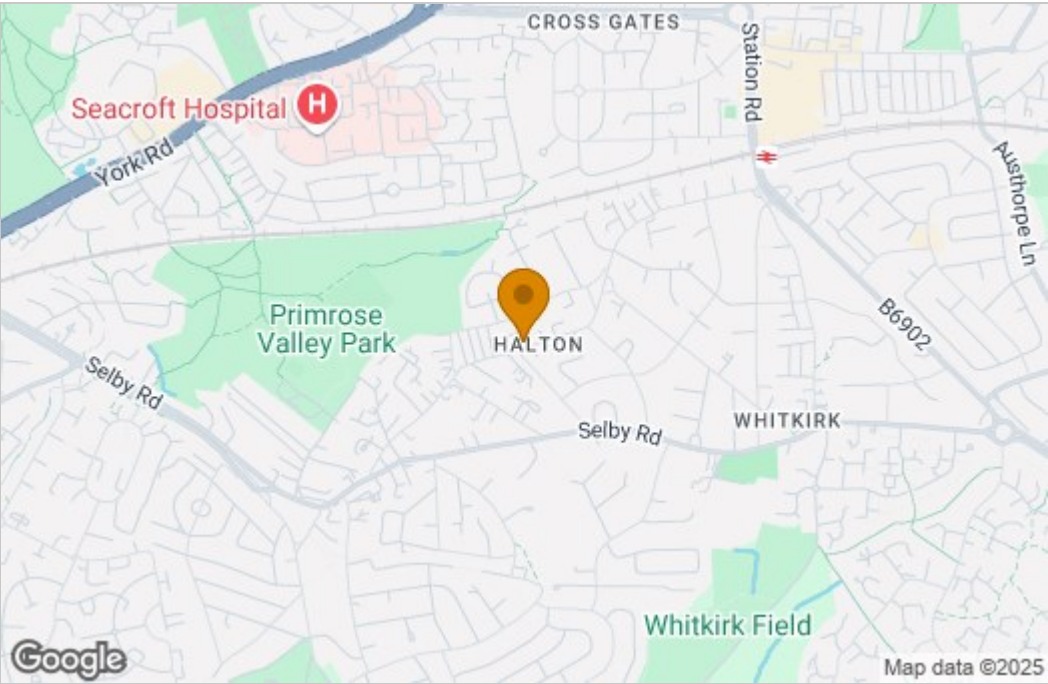 CROSS GATES
Station Rd
Seacroft Hospital
H
York Rd
Austhorpe Ln
Primrose
Valley Park
B6902
HALTON
Selby Rd
WHITKIRK
Selby Rd
Whitkirk Field
Google
Map data ©2025